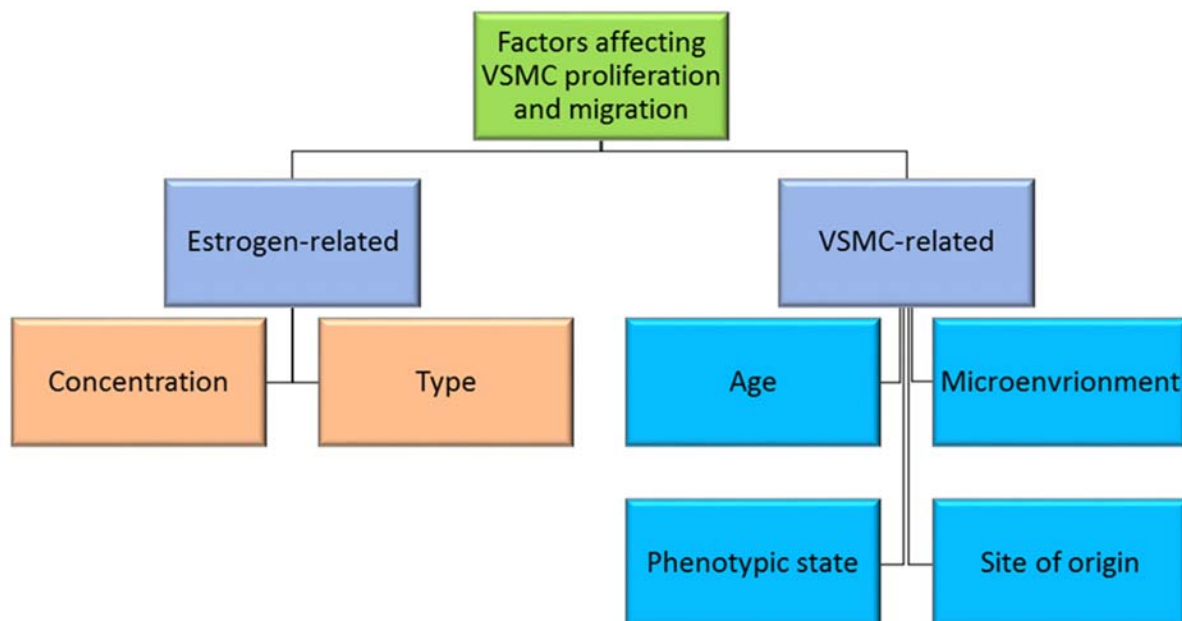 Factors affecting
VSMC proliferation
and migration
Estrogen-related
VSMC-related
Concentration
Type
Age
Microenvrionment
Phenotypic state
Site of origin